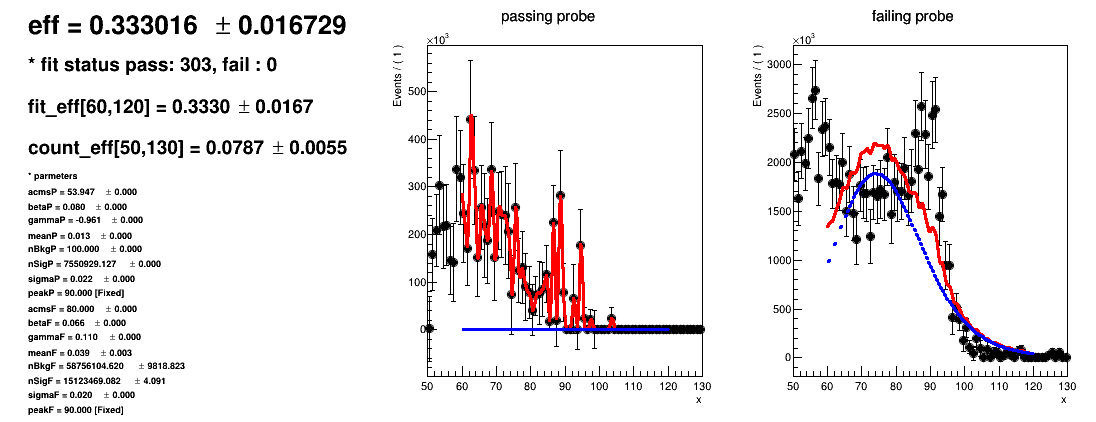 eff = 0.333016 ± 0.016729
* fit status pass: 303, fail : 0
fit_eff[60,120] = 0.3330 ± 0.0167
count_eff[50,130] = 0.0787 ± 0.0055
* parmeters
acmsP = 53.947 ± 0.000
betaP = 0.080 ± 0.000
gammaP = -0.961 ± 0.000
meanP = 0.013 ± 0.000
nBkgP = 100.000 ± 0.000
nSigP = 7550929.127 ± 0.000
sigmaP = 0.022 ± 0.000
peakP = 90.000 [Fixed]
acmsF = 80.000 ± 0.000
betaF = 0.066 ± 0.000
gammaF = 0.110 ± 0.000
meanF = 0.039 ± 0.003
nBkgF = 58756104.620 ± 9818.823
nSigF = 15123469.082 ± 4.091
sigmaF = 0.020 ± 0.000
peakF = 90.000 [Fixed]
passing probe
×10³
Events / ( 1 )
500
400
300
200
100
0
50 60 70 80 90 100 110 120 130
x
failing probe
×10³
Events / ( 1 )
3000
2500
2000
1500
1000
500
0
50 60 70 80 90 100 110 120 130
x